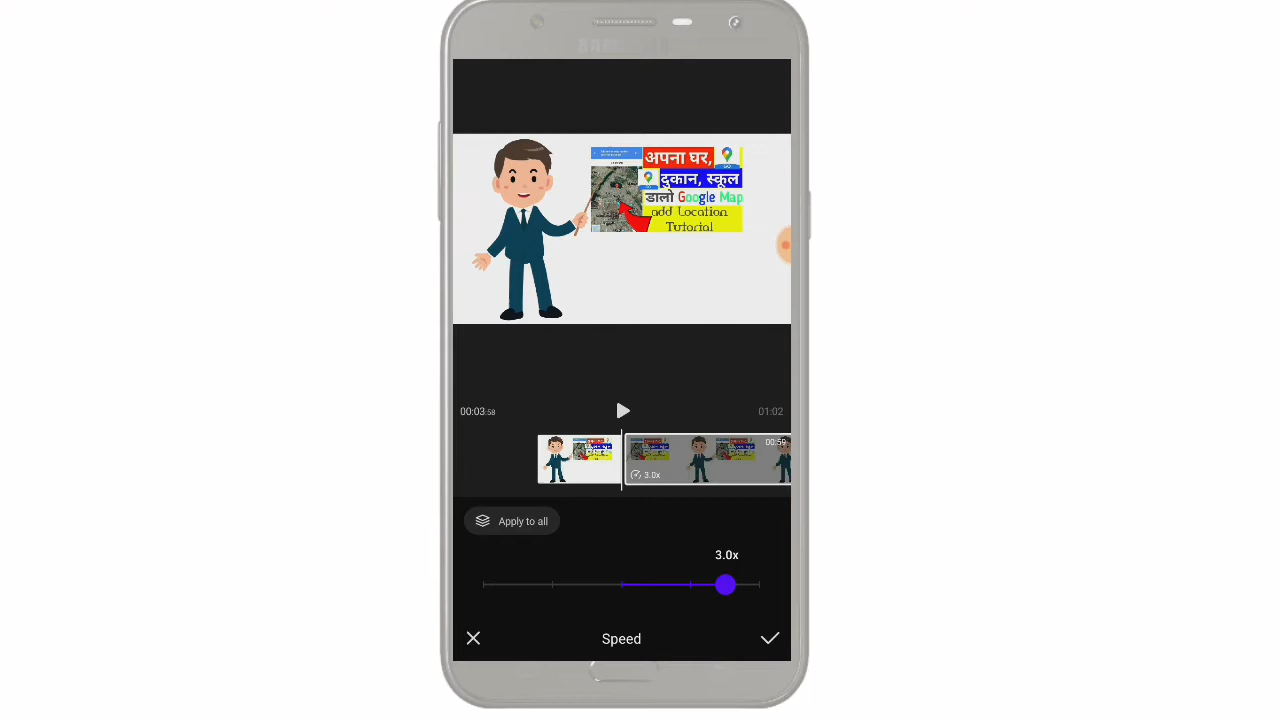 SAMSUNG
अपना घर,
दुकान, स्कूल
डालो Google Map
add Location
Tutorial
00:03:58
01:02
00:59
3.0x
Apply to all
3.0x
Speed